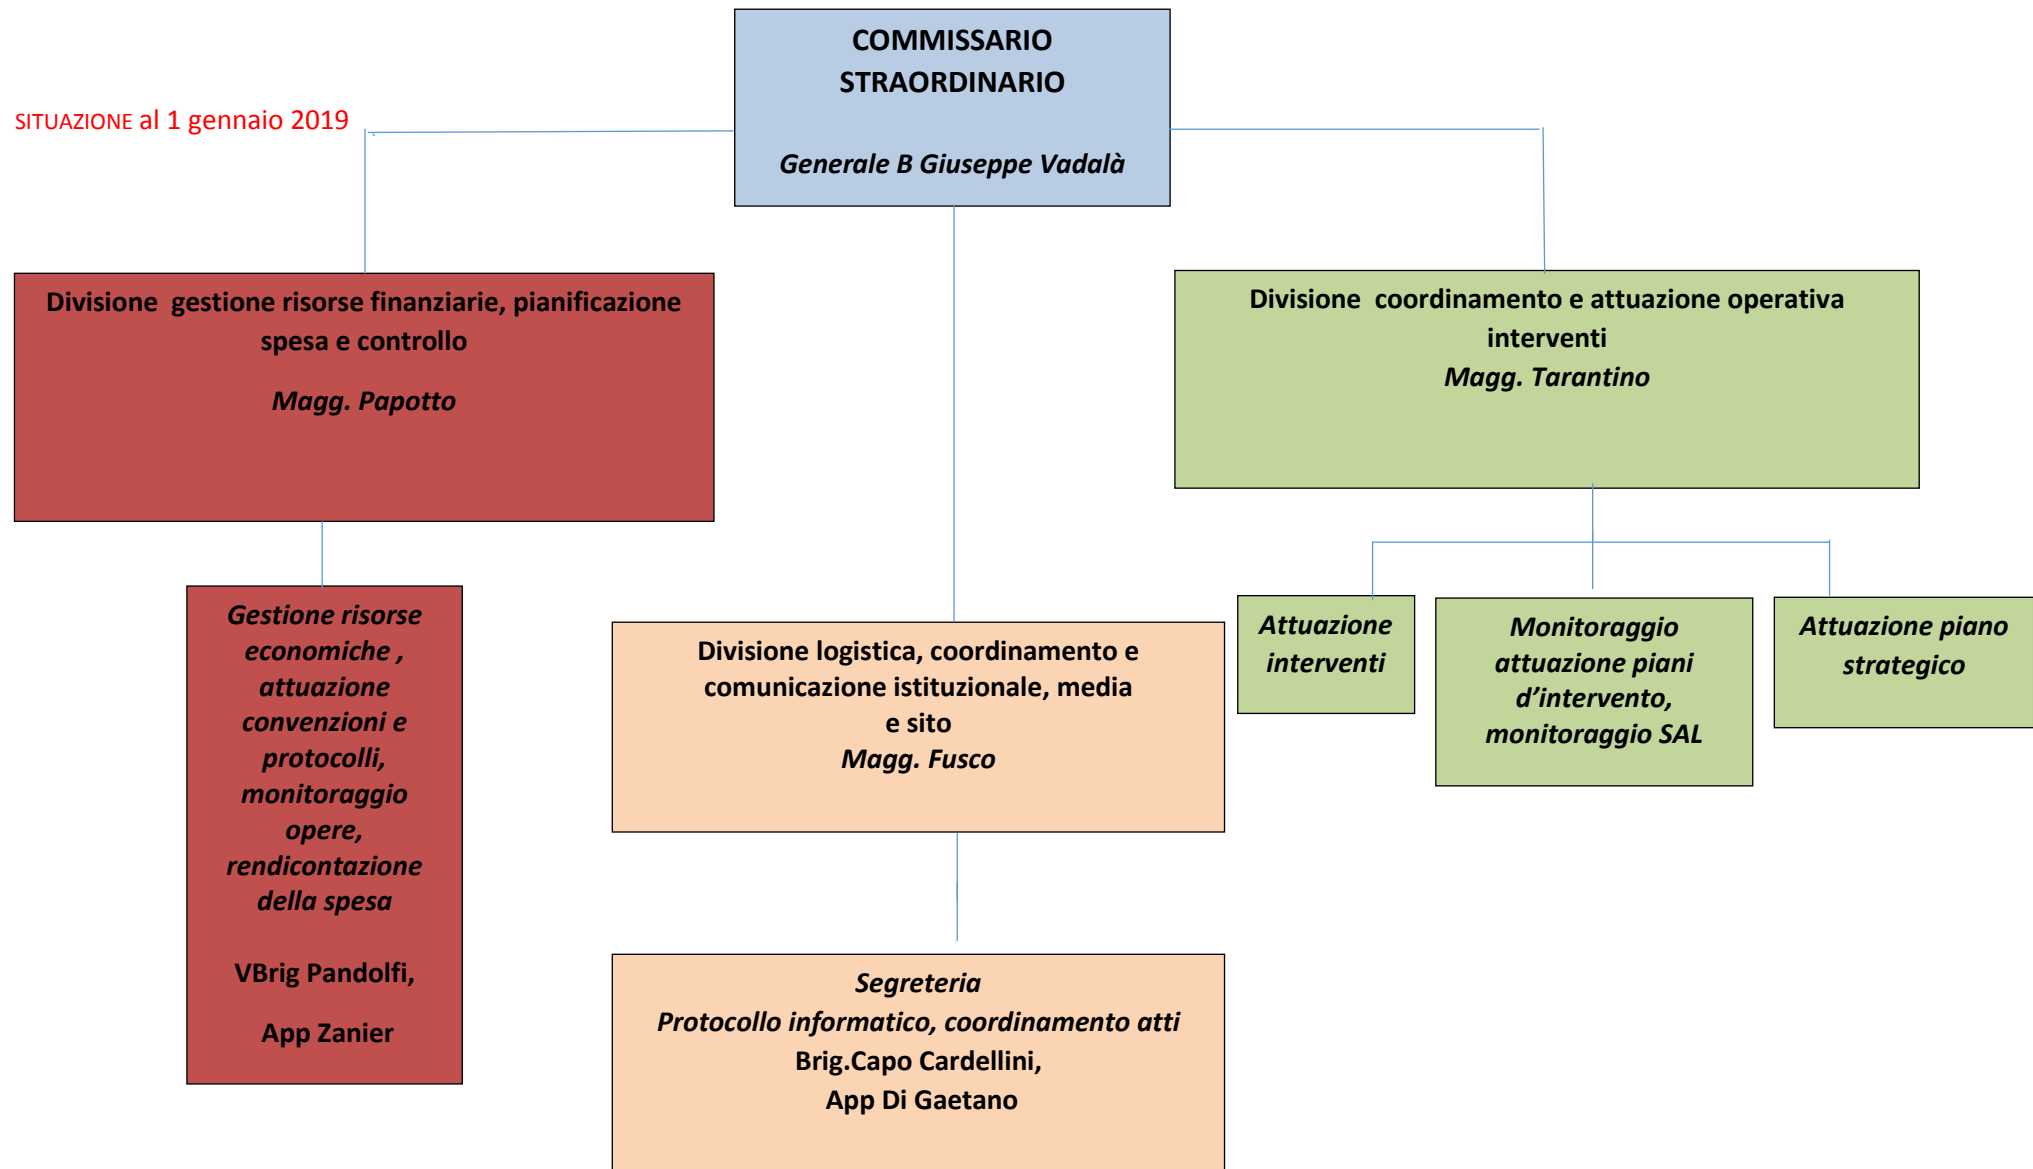 COMMISSARIO
STRAORDINARIO
Generale B Giuseppe Vadalà
SITUAZIONE al 1 gennaio 2019
Divisione  gestione risorse finanziarie, pianificazione
spesa e controllo
Magg. Papotto
Divisione  coordinamento e attuazione operativa
interventi
Magg. Tarantino
Gestione risorse
economiche ,
attuazione
convenzioni e
protocolli,
monitoraggio
opere,
rendicontazione
della spesa
VBrig Pandolfi,
App Zanier
Divisione logistica, coordinamento e
comunicazione istituzionale, media
e sito
Magg. Fusco
Attuazione
interventi
Monitoraggio
attuazione piani
d’intervento,
monitoraggio SAL
Attuazione piano
strategico
Segreteria
Protocollo informatico, coordinamento atti
Brig.Capo Cardellini,
App Di Gaetano